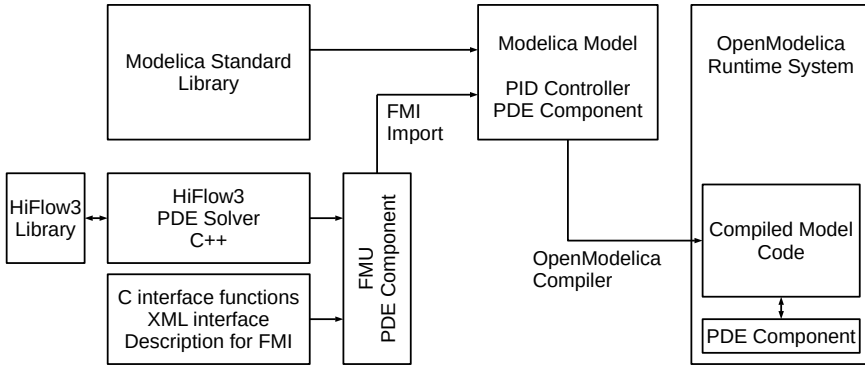 Modelica Standard
Library
Modelica Model
PID Controller
PDE Component
OpenModelica
Runtime System
FMI
Import
HiFlow3
Library
HiFlow3
PDE Solver
C++
FMU
PDE Component
C interface functions
XML interface
Description for FMI
OpenModelica
Compiler
Compiled Model
Code
PDE Component